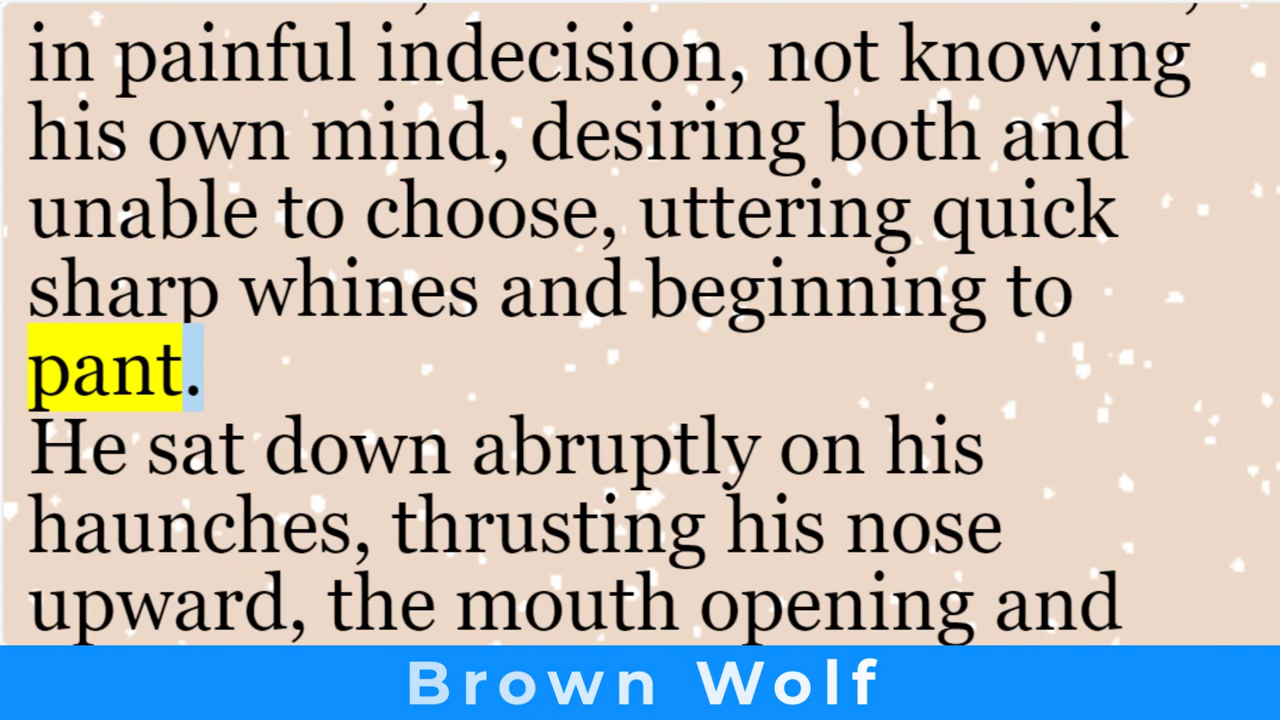 in painful indecision, not knowing
his own mind, desiring both and
unable to choose, uttering quick
sharp whines and beginning to
pant.
He sat down abruptly on his
haunches, thrusting his nose
upward, the mouth opening and
Brown Wolf